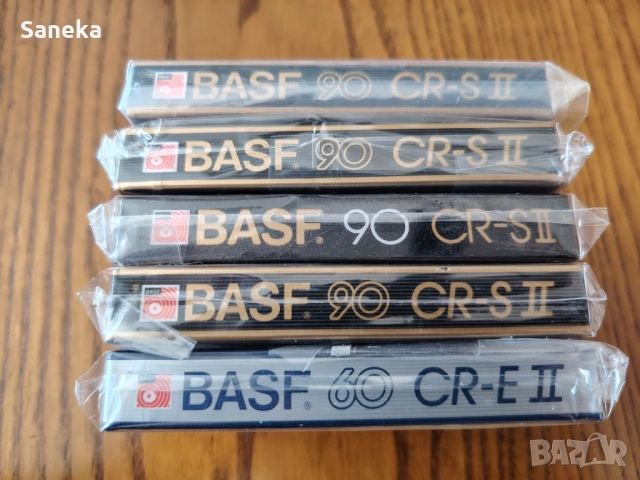 Saneka
BASF 90 CR-S II
BASF 90 CR-S II
BASF® 90 CR-S II
BASF® 90 CR-S II
BASF® 60 CR-E II
BAZAR